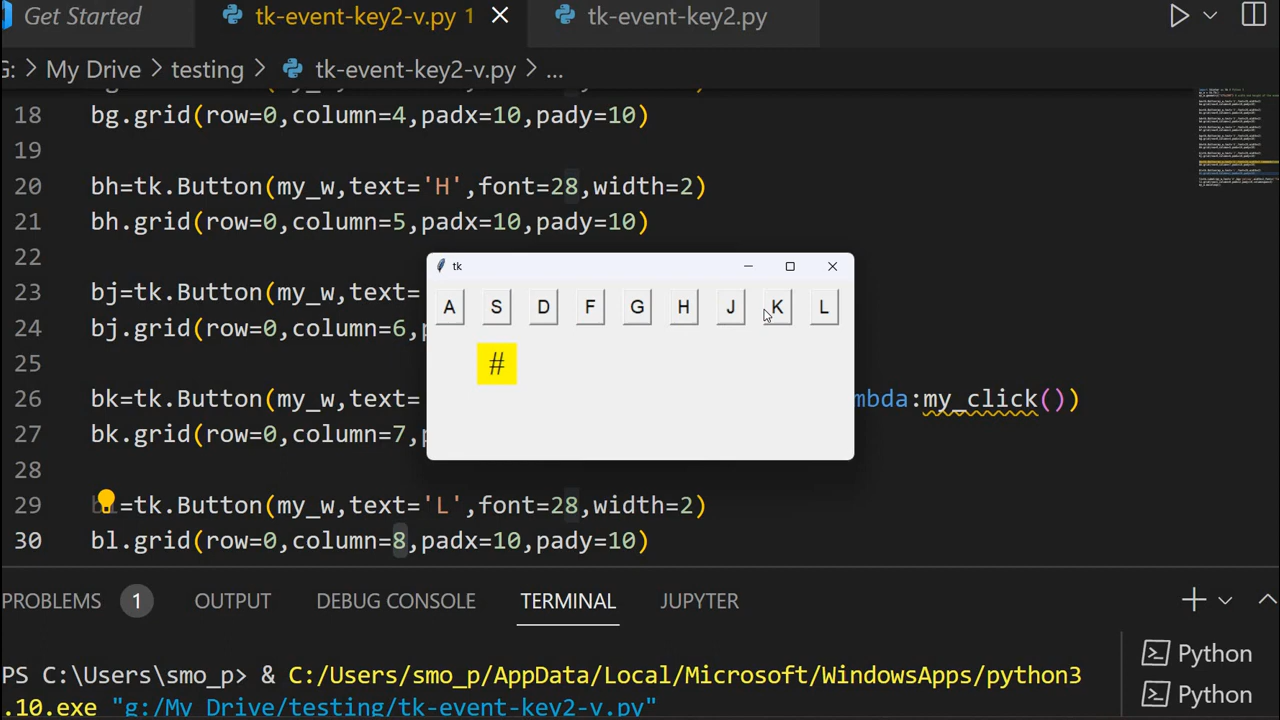 Get Started
tk-event-key2-v.py 1
tk-event-key2.py
G: > My Drive > testing > tk-event-key2-v.py > ...
18 bg.grid(row=0,column=4,padx=10,pady=10)
19
20 bh=tk.Button(my_w,text='H',font=28,width=2)
21 bh.grid(row=0,column=5,padx=10,pady=10)
22
23 bj=tk.Button(my_w,text=
24 bj.grid(row=0,column=6,
25
26 bk=tk.Button(my_w,text= mbda:my_click())
27 bk.grid(row=0,column=7,
28
29 bl=tk.Button(my_w,text='L',font=28,width=2)
30 bl.grid(row=0,column=8,padx=10,pady=10)
tk
A S D F G H J K L
#
PROBLEMS 1 OUTPUT DEBUG CONSOLE TERMINAL JUPYTER
PS C:\Users\smo_p> & C:/Users/smo_p/AppData/Local/Microsoft/WindowsApps/python3
.10.exe "g:/My Drive/testing/tk-event-key2-v.py"
Python
Python